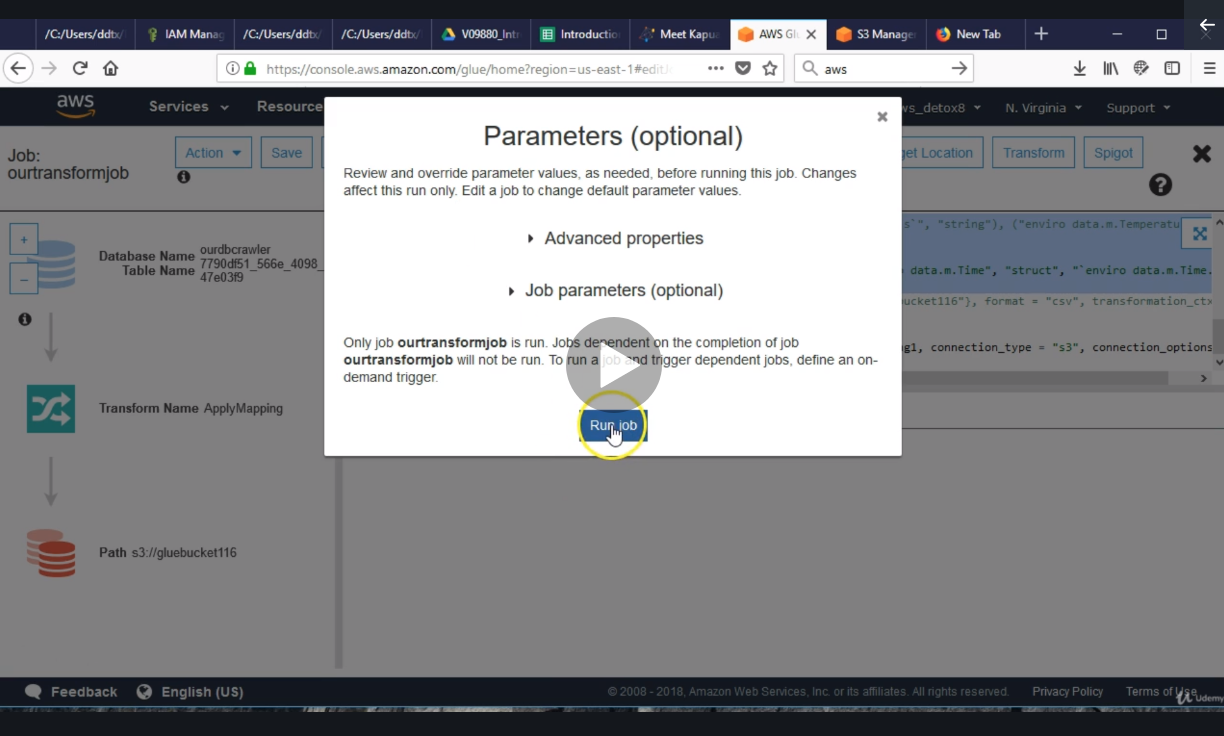 /C:/Users/ddtx/ IAM Manag /C:/Users/ddtx/ /C:/Users/ddtx/ V09880_Intr Introduction Meet Kapua AWS Gl S3 Manage New Tab
https://console.aws.amazon.com/glue/home?region=us-east-1#edit aws
aws Services Resource ws_detox8 N. Virginia Support
Parameters (optional)
Job:
ourtransformjob
Action Save get Location Transform Spigot
Review and override parameter values, as needed, before running this job. Changes
affect this run only. Edit a job to change default parameter values.
s`", "string"), ("enviro data.m.Temperatu
Advanced properties
Database Name ourdbcrawler
Table Name 7790df51_566e_4098_
47e03f9
data.m.Time", "struct", "`enviro data.m.Time.
Job parameters (optional)
bucket116"}, format = "csv", transformation_ctx
Only job ourtransformjob is run. Jobs dependent on the completion of job
ourtransformjob will not be run. To run a job and trigger dependent jobs, define an on-
demand trigger.
g1, connection_type = "s3", connection_options
Transform Name ApplyMapping
Run job
Path s3://gluebucket116
Feedback English (US) © 2008 - 2018, Amazon Web Services, Inc. or its affiliates. All rights reserved. Privacy Policy Terms of Use
Udemy